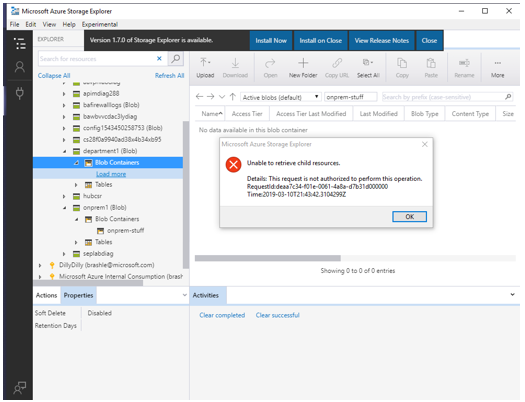 Microsoft Azure Storage Explorer
File Edit View Help Experimental
EXPLORER
Version 1.7.0 of Storage Explorer is available. Install Now Install on Close View Release Notes Close
Search for resources
Collapse All Refresh All
apimdiag288
bafirewalllogs (Blob)
bawbvvcdac3lydiag
config1543450258753 (Blob)
cs28f0a9940ad38x4b34xb95
department1 (Blob)
Blob Containers
Load more
Tables
hubcsr
onprem1 (Blob)
Blob Containers
onprem-stuff
Tables
seplabdiag
DillyDilly (brashle@microsoft.com)
Microsoft Azure Internal Consumption (brashle
Actions Properties
Soft Delete Disabled
Retention Days
Upload Download Open New Folder Copy URL Select All Copy Paste Rename More
Active blobs (default) onprem-stuff Search by prefix (case-sensitive)
Name Access Tier Access Tier Last Modified Last Modified Blob Type Content Type Size
No data available in this blob container
Microsoft Azure Storage Explorer
Unable to retrieve child resources.
Details: This request is not authorized to perform this operation.
RequestId:deaa7c34-f01e-0061-4a8a-d7b31d000000
Time:2019-03-10T21:43:42.3104299Z
OK
Showing 0 to 0 of 0 entries
Activities
Clear completed Clear successful